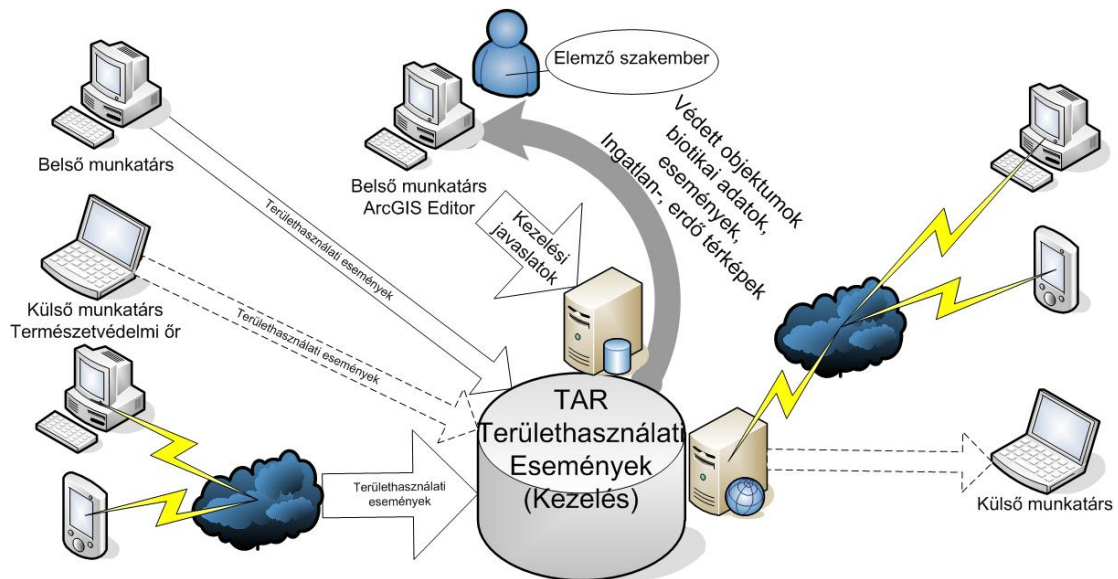 Elemző szakember
Belső munkatárs
Területhasználati események
Külső munkatárs
Természetvédelmi őr
Területhasználati események
Területhasználati
események
Belső munkatárs
ArcGIS Editor
Kezelési
javaslatok
Védett objektumok
biotikai adatok,
események,
Ingatlan-, erdő térképek
TAR
Területhasználati
Események
(Kezelés)
Külső munkatárs